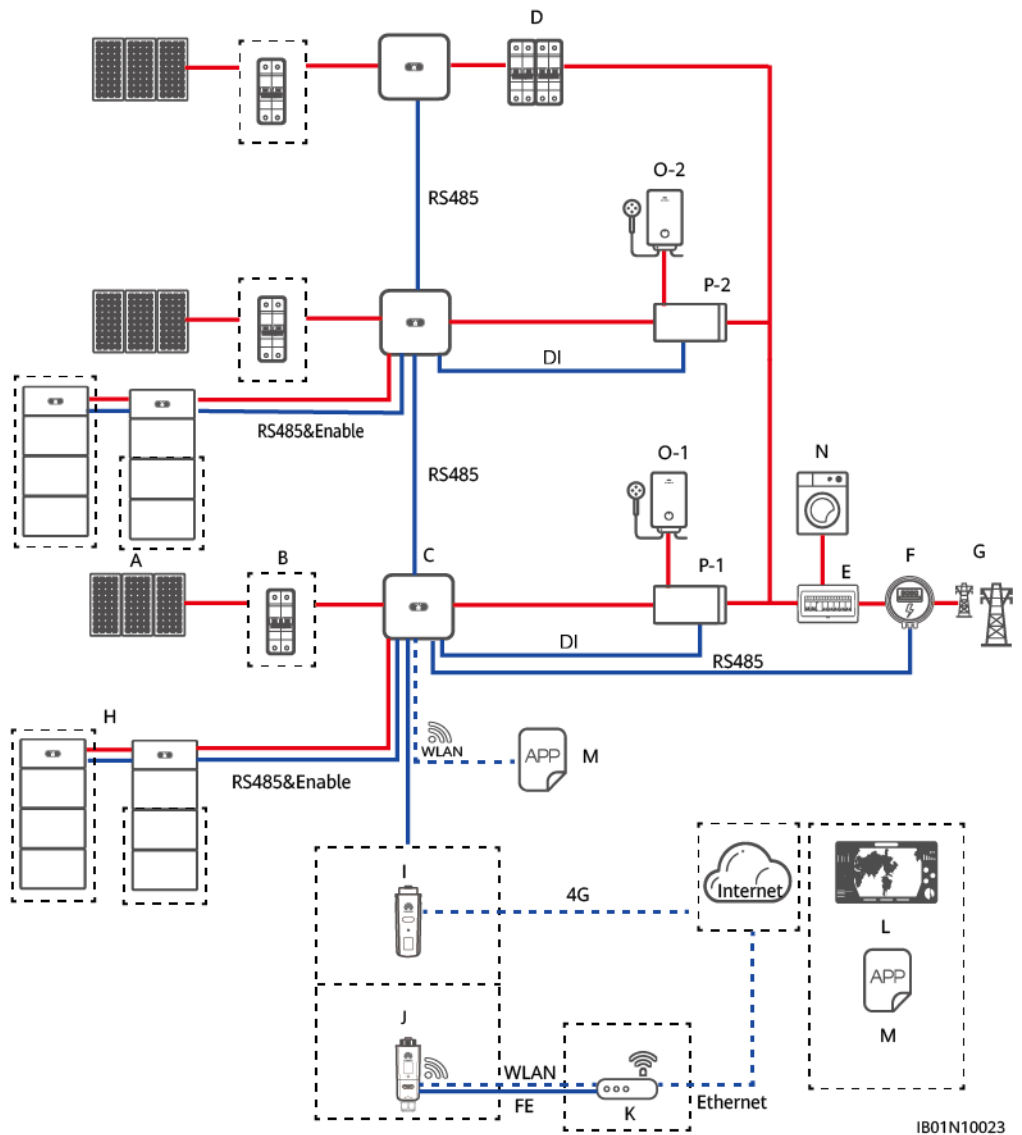 D
RS485
O-2
P-2
DI
RS485&Enable
RS485
O-1
N
A
B
C
P-1
E
F
G
DI
RS485
H
WLAN
APP
M
RS485&Enable
I
4G
Internet
L
APP
M
J
WLAN
FE
K
Ethernet
IB01N10023